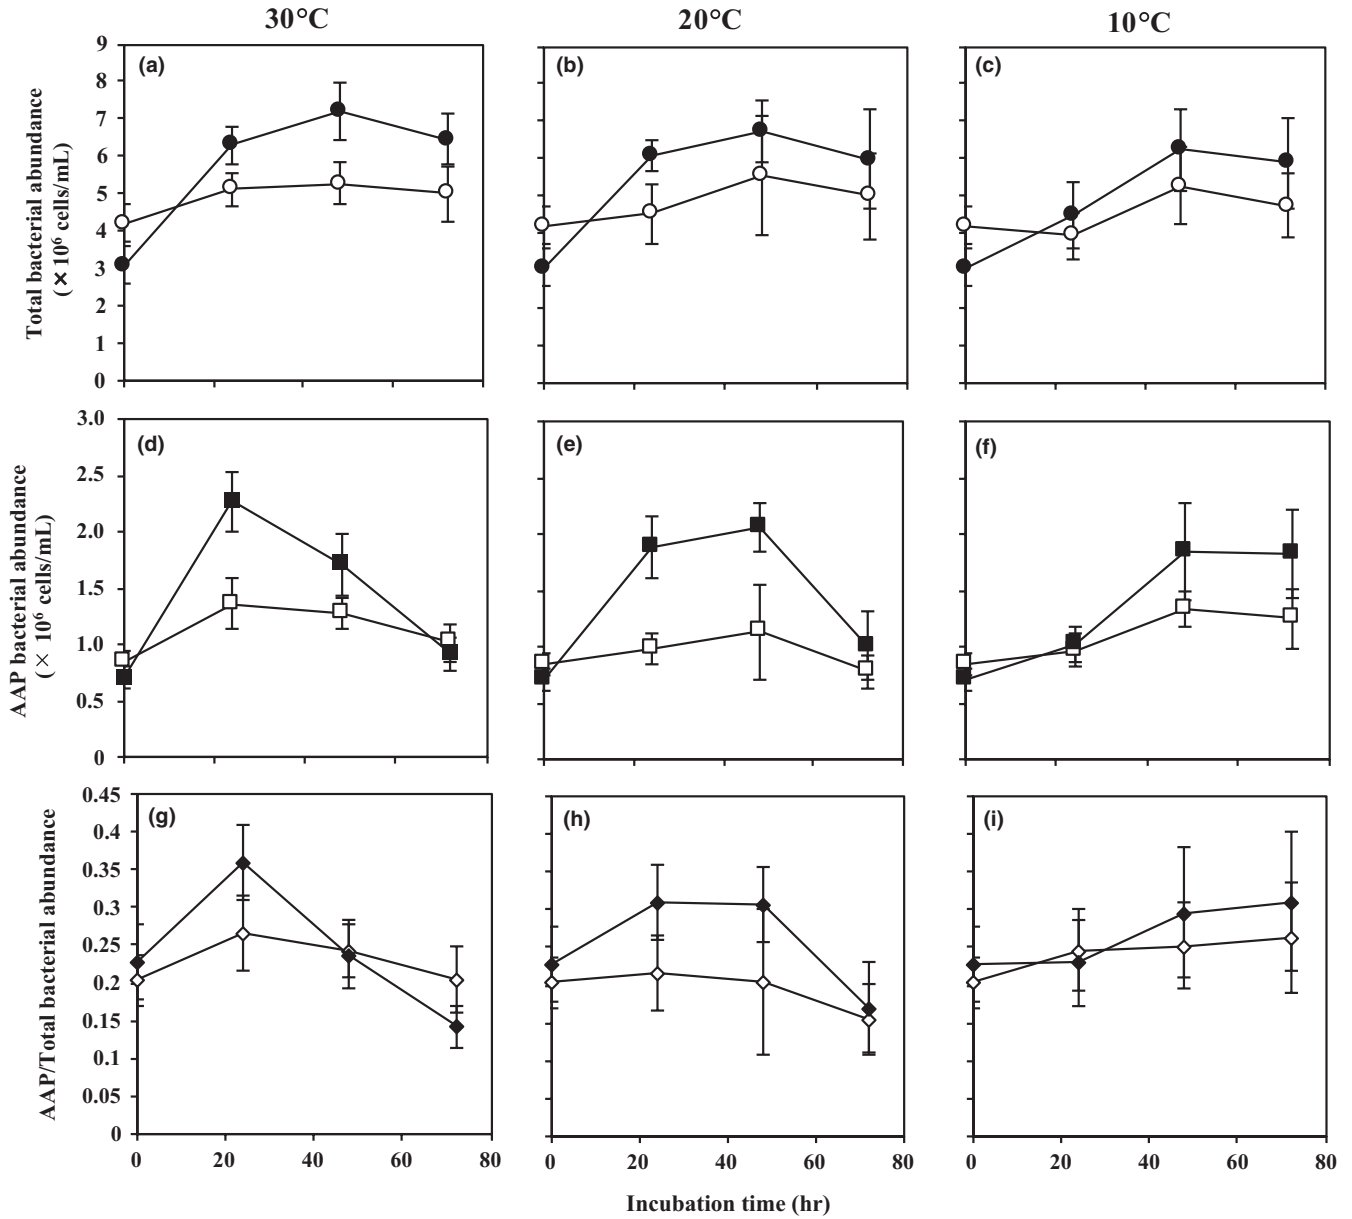 30°C 20°C 10°C
Total bacterial abundance
(×10⁶ cells/mL)
9
8
7
6
5
4
3
2
1
0
(a) (b) (c)
AAP bacterial abundance
(× 10⁶ cells/mL)
3.0
2.5
2.0
1.5
1.0
0.5
0
(d) (e) (f)
AAP/Total bacterial abundance
0.45
0.4
0.35
0.3
0.25
0.2
0.15
0.1
0.05
0
(g) (h) (i)
0 20 40 60 80 0 20 40 60 80 0 20 40 60 80
Incubation time (hr)